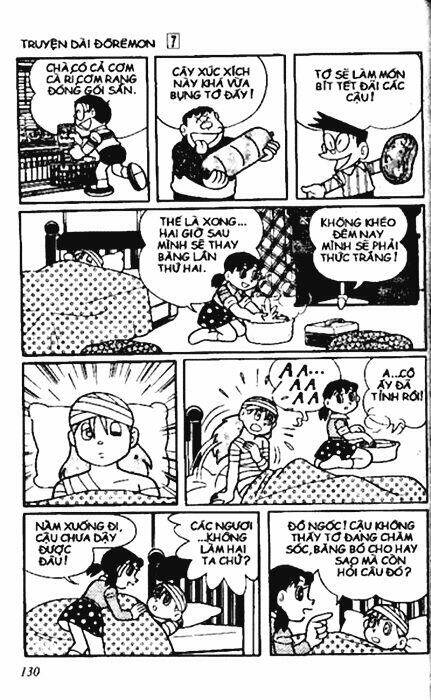 TRUYỆN DÀI ĐÔRÊMON 7
CHÀ, CÓ CẢ CƠM
CÀ RI, CƠM RANG
ĐÓNG GÓI SẴN.
CÂY XÚC XÍCH
NÀY KHÁ VỪA
BỤNG TỚ ĐẤY!
TỚ SẼ LÀM MÓN
BÍT TẾT ĐÃI CÁC
CẬU!
THẾ LÀ XONG...
HAI GIỜ SAU
MÌNH SẼ THAY
BĂNG LẦN
THỨ HAI.
KHÔNG KHÉO
ĐÊM NAY
MÌNH SẼ PHẢI
THỨC TRẮNG!
A A...
A A
A A
A...CÔ
ẤY ĐÃ
TỈNH RỒI!
NẰM XUỐNG ĐI,
CẬU CHƯA DẬY
ĐƯỢC
ĐÂU!
CÁC NGƯƠI
...KHÔNG
LÀM HẠI
TA CHỨ?
ĐỒ NGỐC! CẬU KHÔNG
THẤY TỚ ĐANG CHĂM
SÓC, BĂNG BÓ CHO HAY
SAO MÀ CÒN
HỎI CÂU ĐÓ?
130